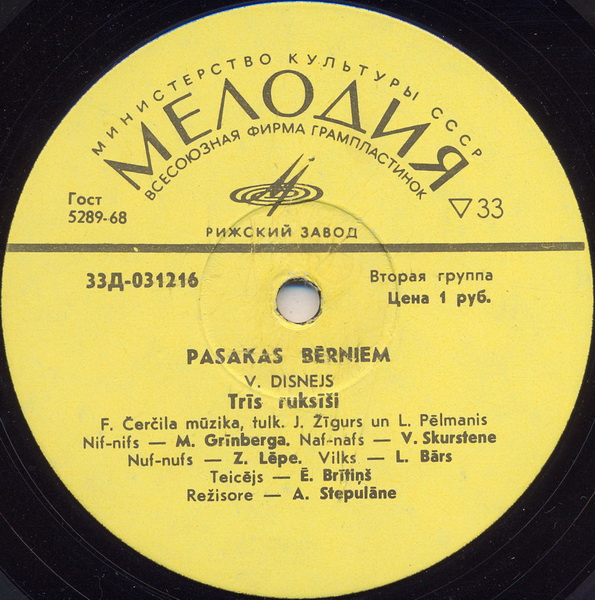 МИНИСТЕРСТВО КУЛЬТУРЫ СССР
МЕЛОДИЯ
ВСЕСОЮЗНАЯ ФИРМА ГРАМПЛАСТИНОК
Гост
5289-68
▽33
РИЖСКИЙ ЗАВОД
33Д-031216
Вторая группа
Цена 1 руб.
PASAKAS BĒRNIEM
V. DISNEJS
Trīs ruksīši
F. Čerčila mūzika, tulk. J. Žīgurs un L. Pēlmanis
Nif-nifs — M. Grīnberga. Naf-nafs — V. Skurstene
Nuf-nufs — Z. Lēpe. Vilks — L. Bārs
Teicējs — Ē. Brītiņš
Režisore — A. Stepulāne